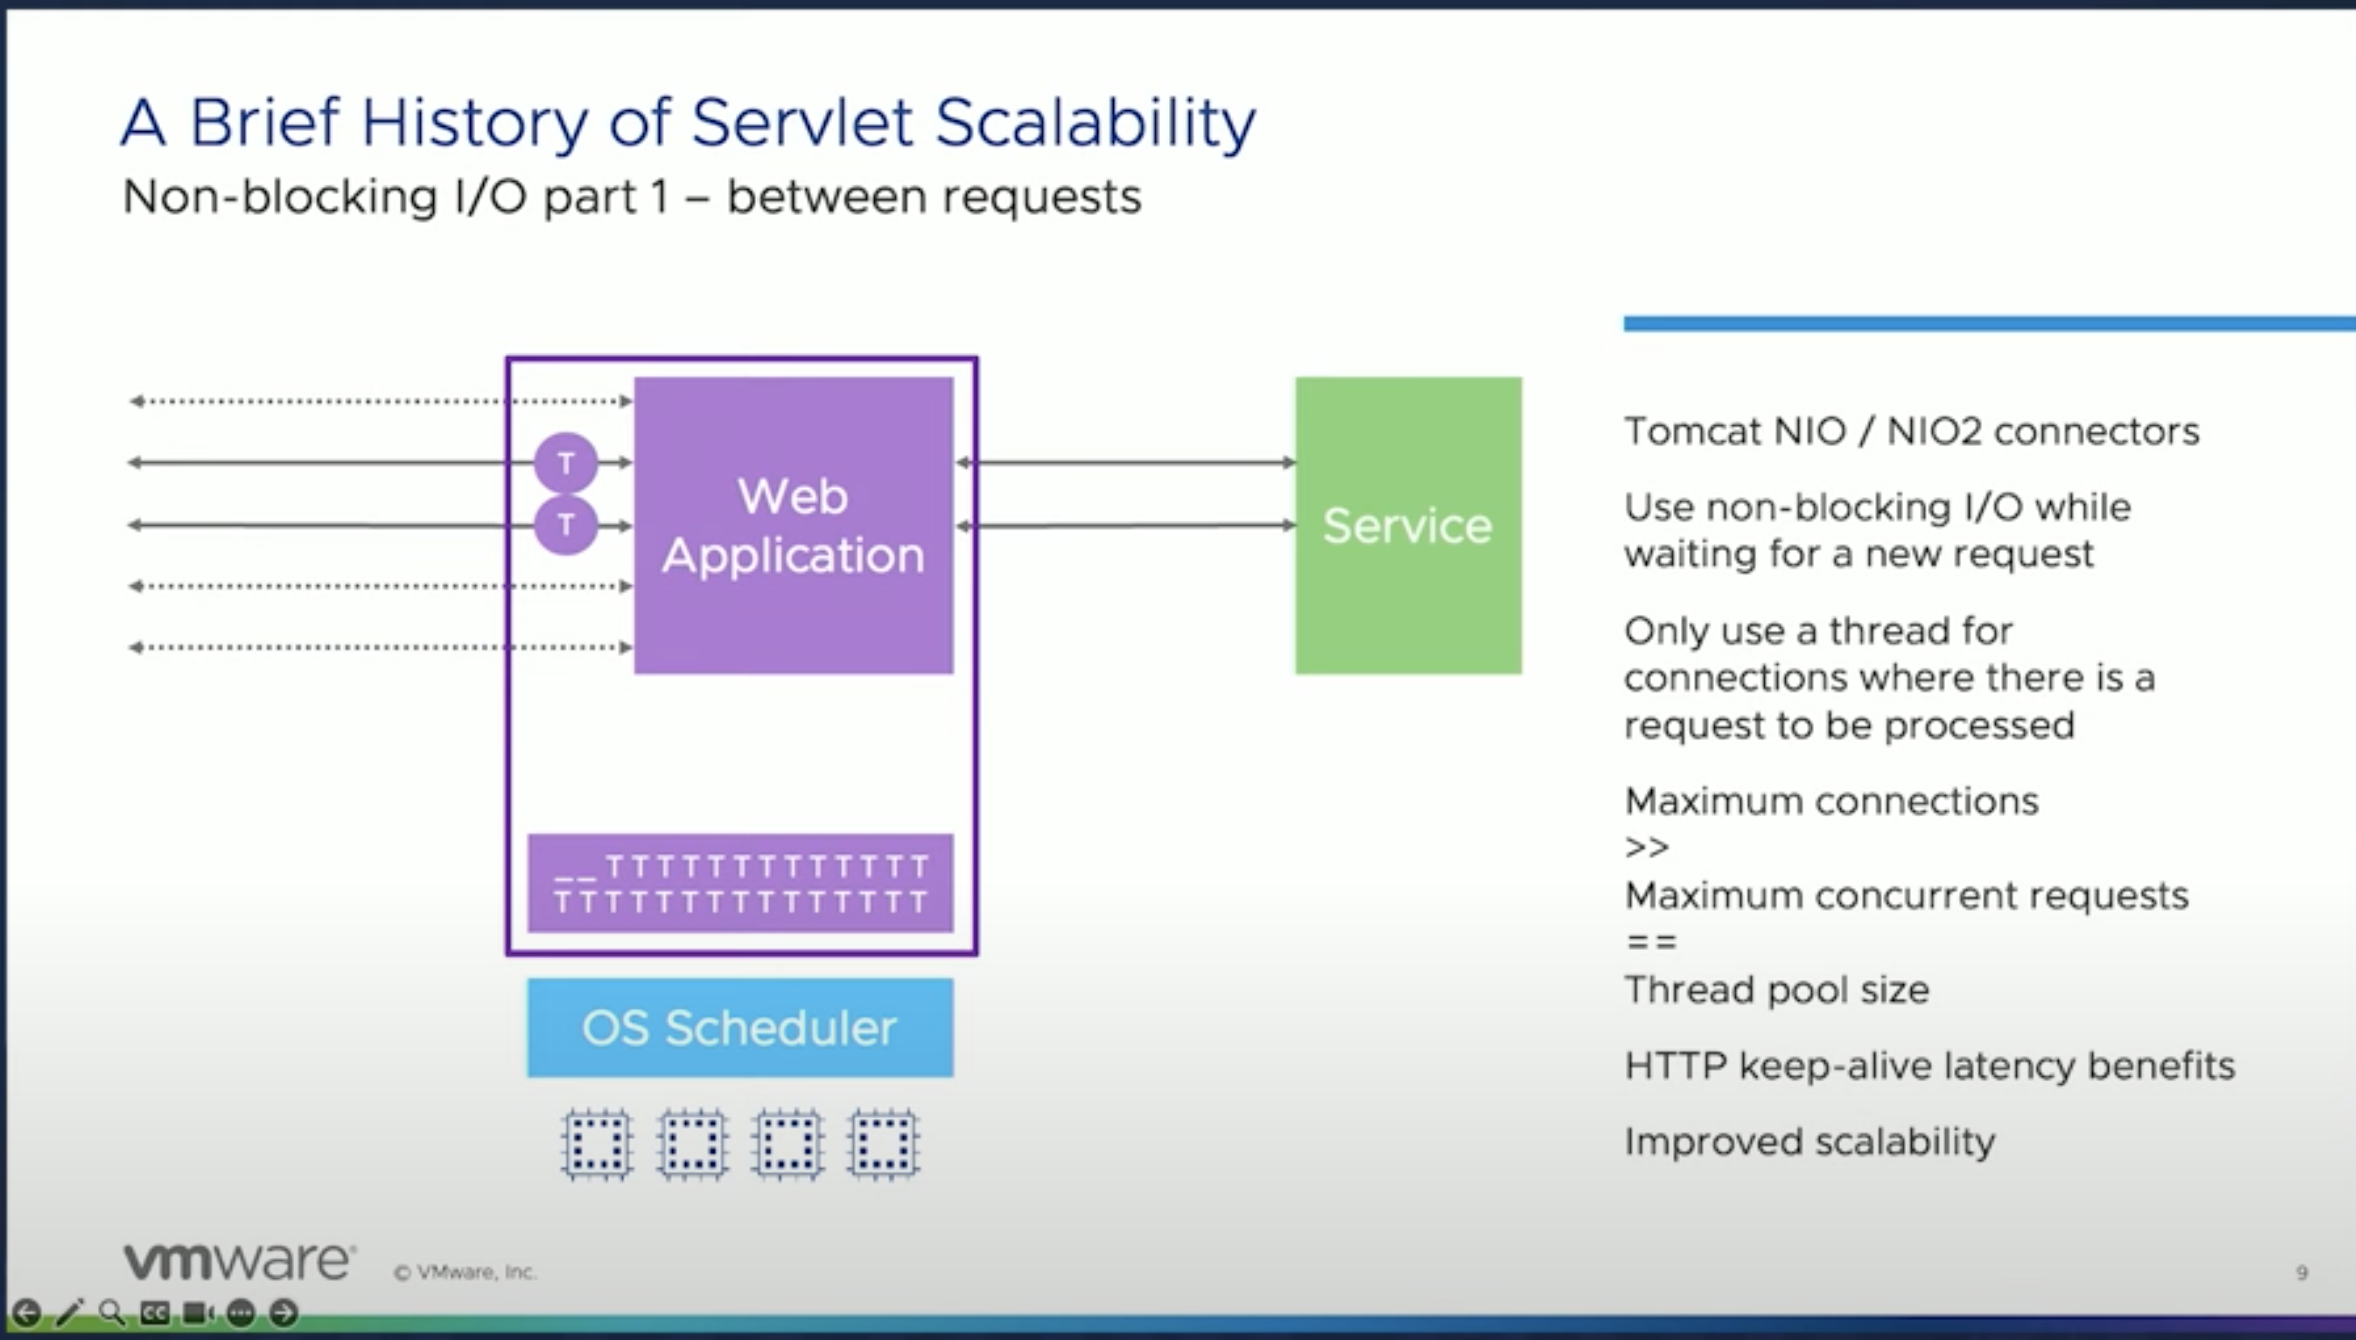 A Brief History of Servlet Scalability
Non-blocking I/O part 1 – between requests
T
T
Web
Application
Service
__TTTTTTTTTTTTT
TTTTTTTTTTTTTTT
OS Scheduler
Tomcat NIO / NIO2 connectors
Use non-blocking I/O while
waiting for a new request
Only use a thread for
connections where there is a
request to be processed
Maximum connections
>>
Maximum concurrent requests
==
Thread pool size
HTTP keep-alive latency benefits
Improved scalability
vmware®
© VMware, Inc.
9
CC